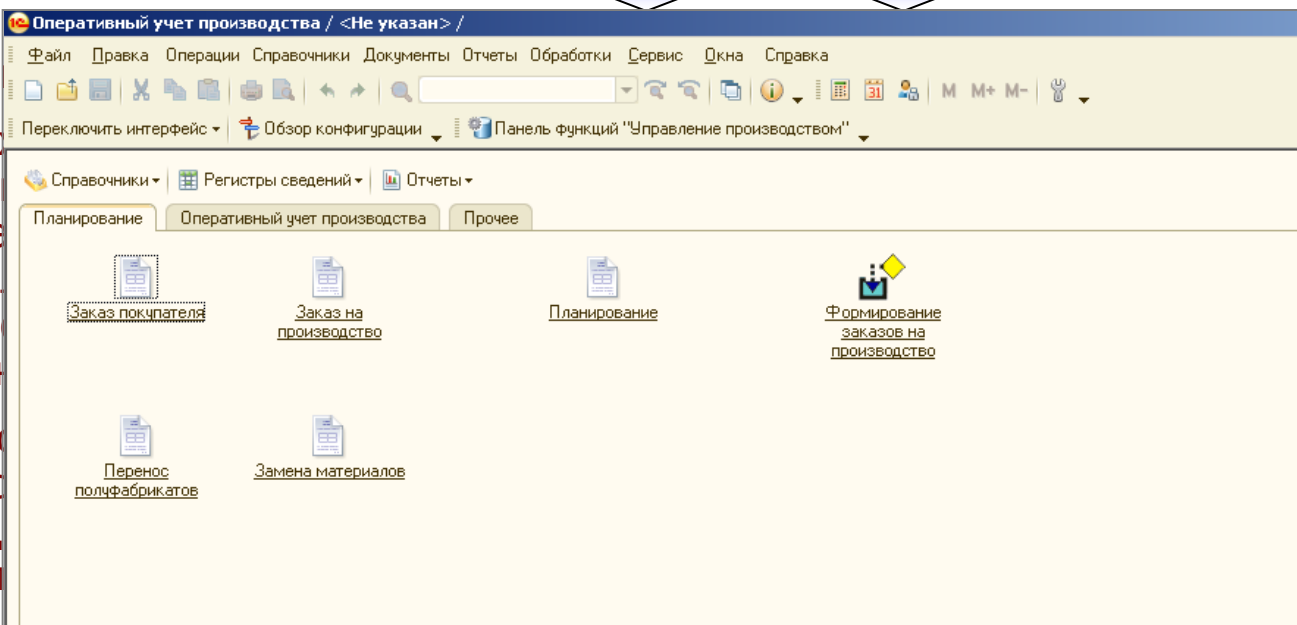 Оперативный учет производства / <Не указан> /
Файл Правка Операции Справочники Документы Отчеты Обработки Сервис Окна Справка
31 M M+ M-
Переключить интерфейс Обзор конфигурации Панель функций "Управление производством"
Справочники Регистры сведений Отчеты
Планирование Оперативный учет производства Прочее
Заказ покупателя
Заказ на
производство
Планирование
Формирование
заказов на
производство
Перенос
полуфабрикатов
Замена материалов